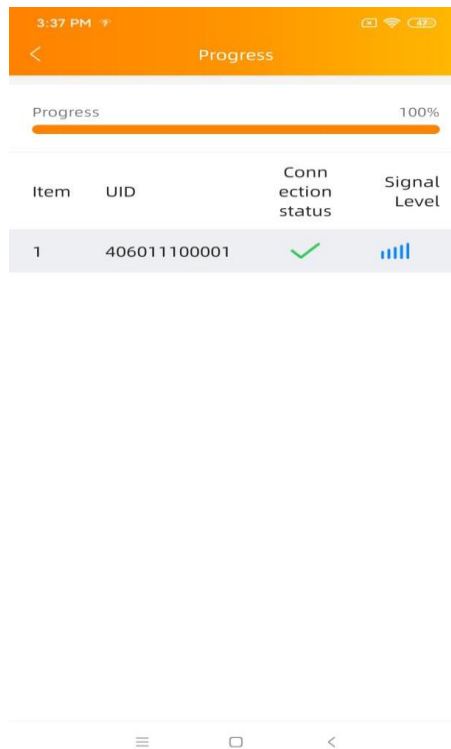 3:37 PM
47
Progress
Progress 100%
Item UID Conn
ection
status Signal
Level
1 406011100001